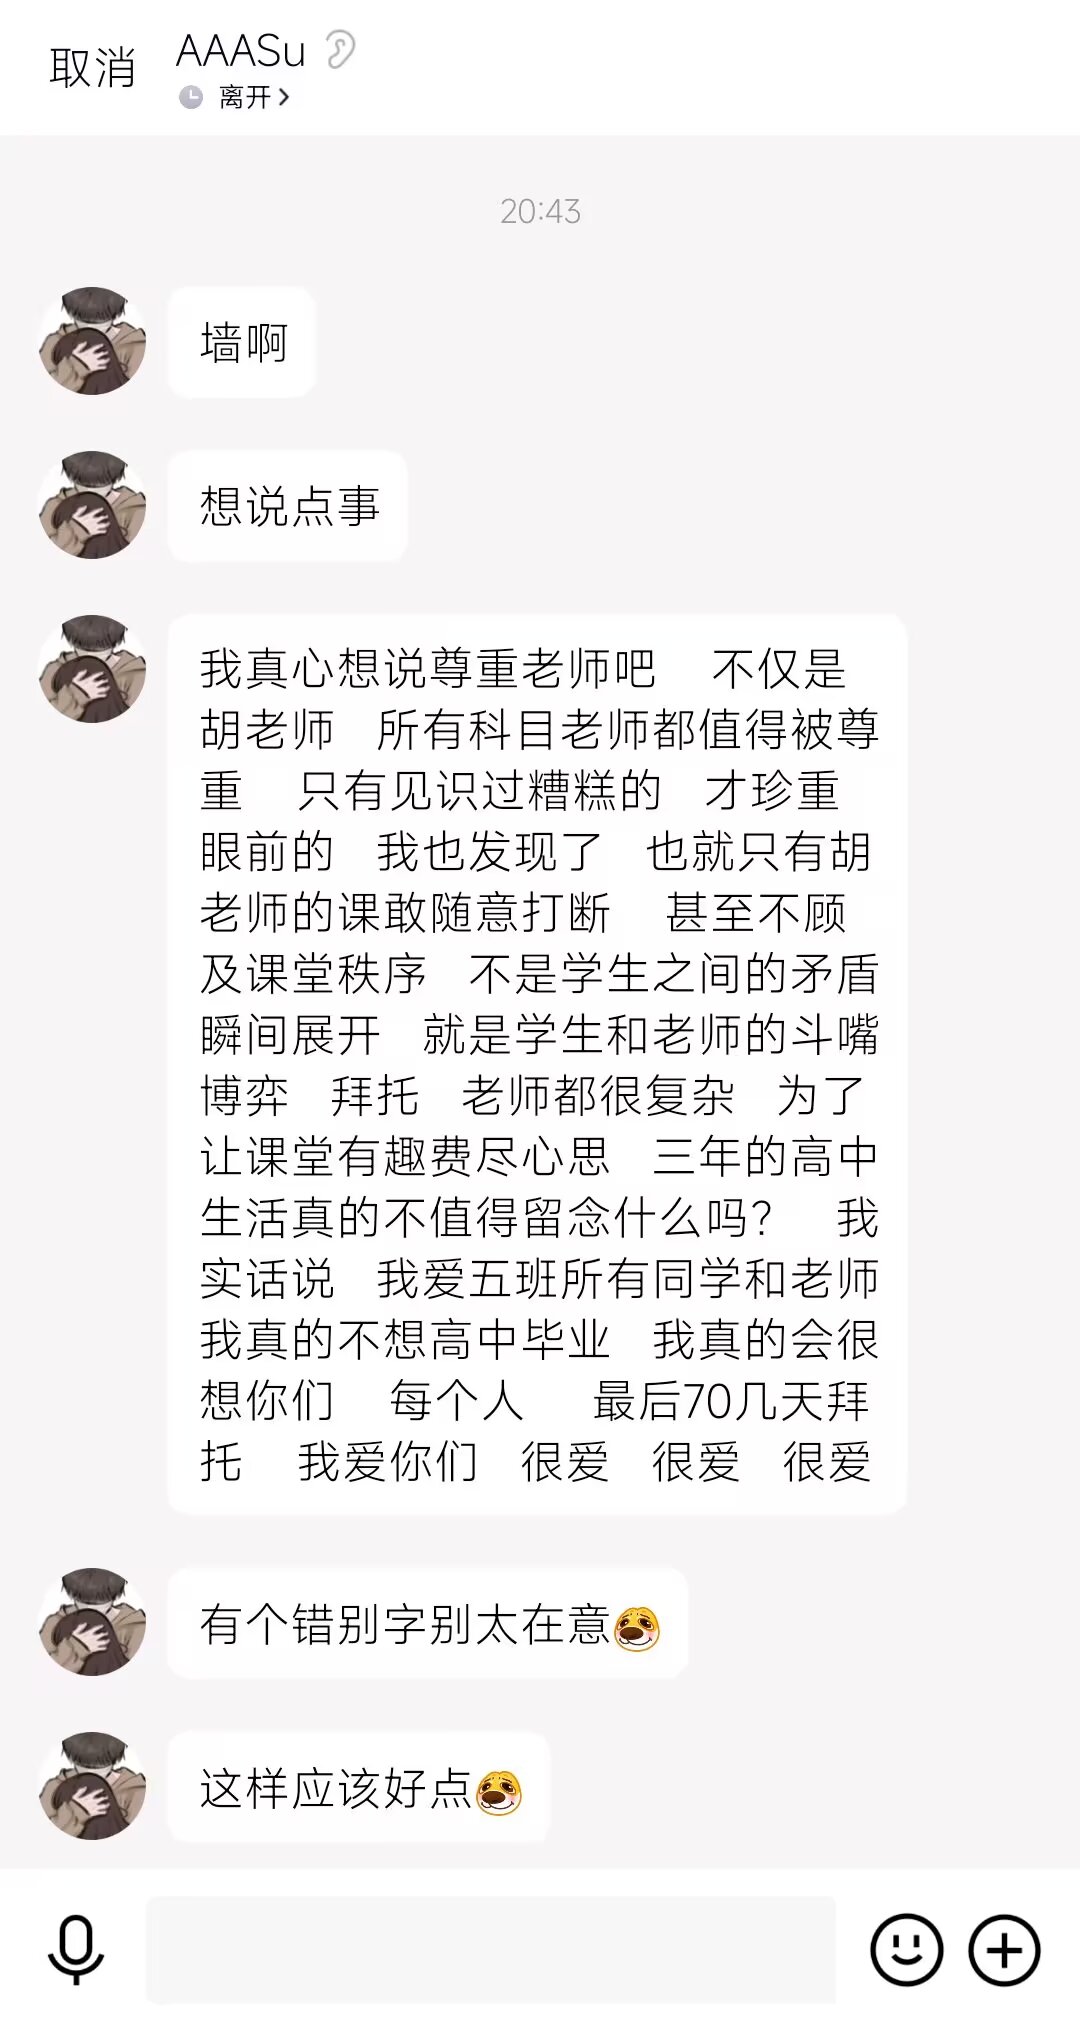 取消
AAASu
离开
20:43
墙啊
想说点事
我真心想说尊重老师吧 不仅是
胡老师 所有科目老师都值得被尊
重 只有见识过糟糕的 才珍重
眼前的 我也发现了 也就只有胡
老师的课敢随意打断 甚至不顾
及课堂秩序 不是学生之间的矛盾
瞬间展开 就是学生和老师的斗嘴
博弈 拜托 老师都很复杂 为了
让课堂有趣费尽心思 三年的高中
生活真的不值得留念什么吗? 我
实话说 我爱五班所有同学和老师
我真的不想高中毕业 我真的会很
想你们 每个人 最后70几天拜
托 我爱你们 很爱 很爱 很爱
有个错别字别太在意
这样应该好点